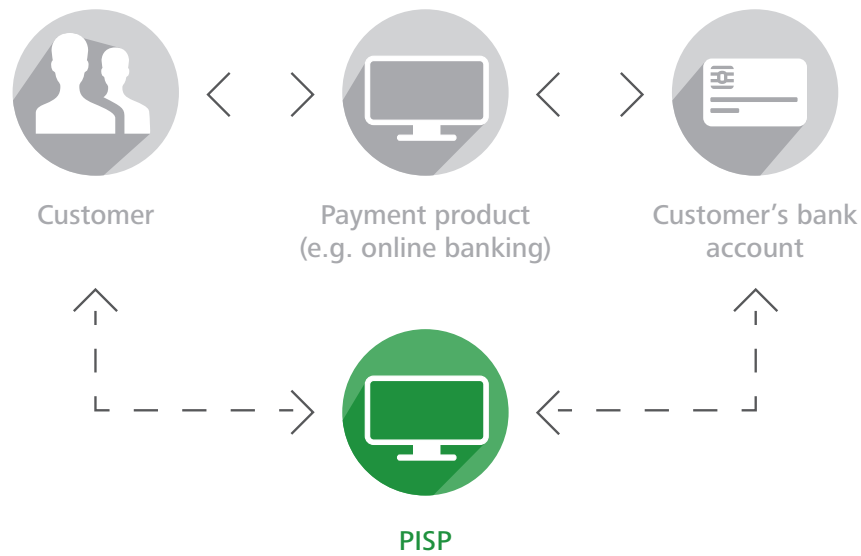 Customer
Payment product
(e.g. online banking)
Customer’s bank
account
PISP